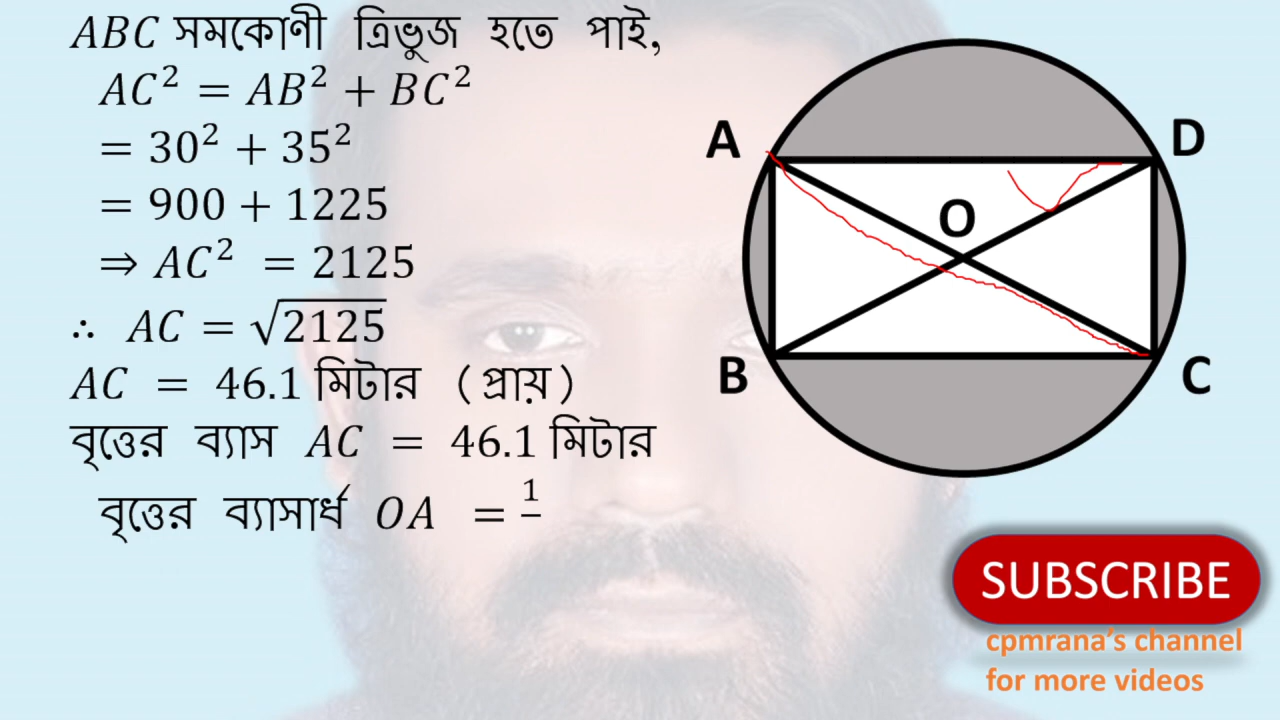 ABC সমকোণী ত্রিভুজ হতে পাই,
AC² = AB² + BC²
= 30² + 35²
= 900 + 1225
⇒ AC² = 2125
∴ AC = √2125
AC = 46.1 মিটার (প্রায়)
বৃত্তের ব্যাস AC = 46.1 মিটার
বৃত্তের ব্যাসার্ধ OA = 1/
A
D
O
B
C
SUBSCRIBE
cpmrana's channel
for more videos